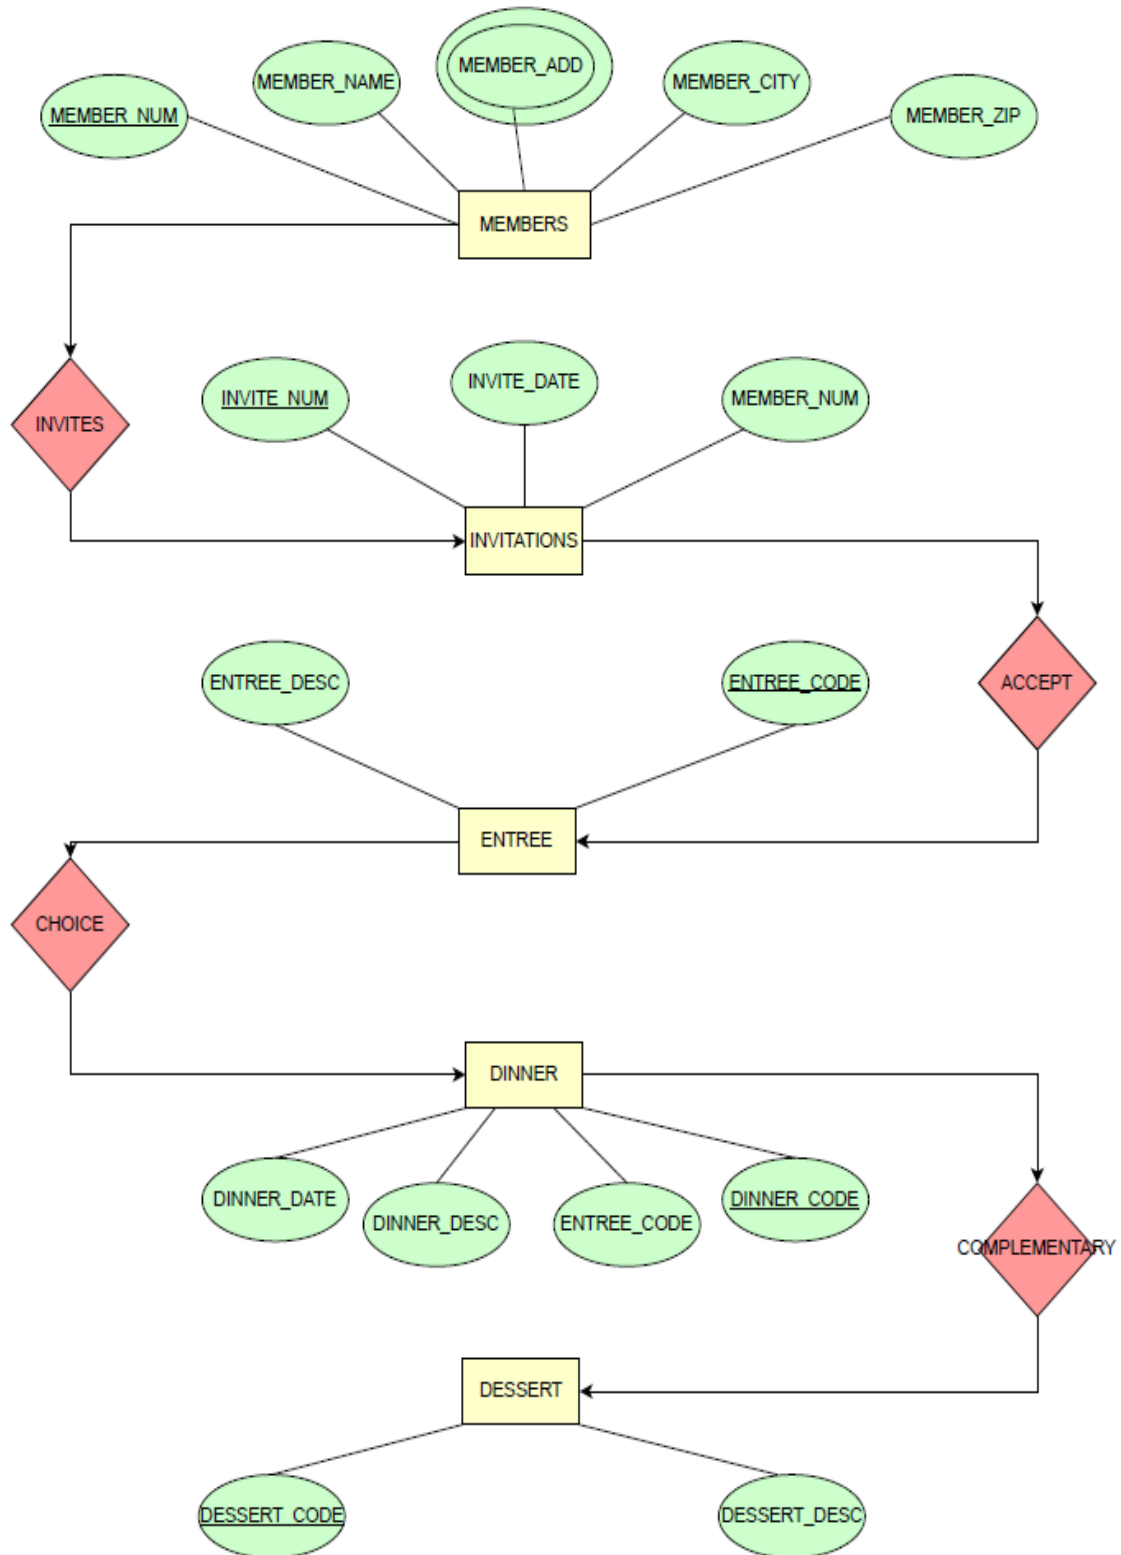 MEMBER_ADD
MEMBER_NAME
MEMBER_CITY
MEMBER_NUM
MEMBER_ZIP
MEMBERS
INVITE_DATE
INVITE_NUM
MEMBER_NUM
INVITES
INVITATIONS
ENTREE_DESC
ENTREE_CODE
ACCEPT
ENTREE
CHOICE
DINNER
DINNER_DATE
DINNER_DESC
ENTREE_CODE
DINNER_CODE
COMPLEMENTARY
DESSERT
DESSERT_CODE
DESSERT_DESC